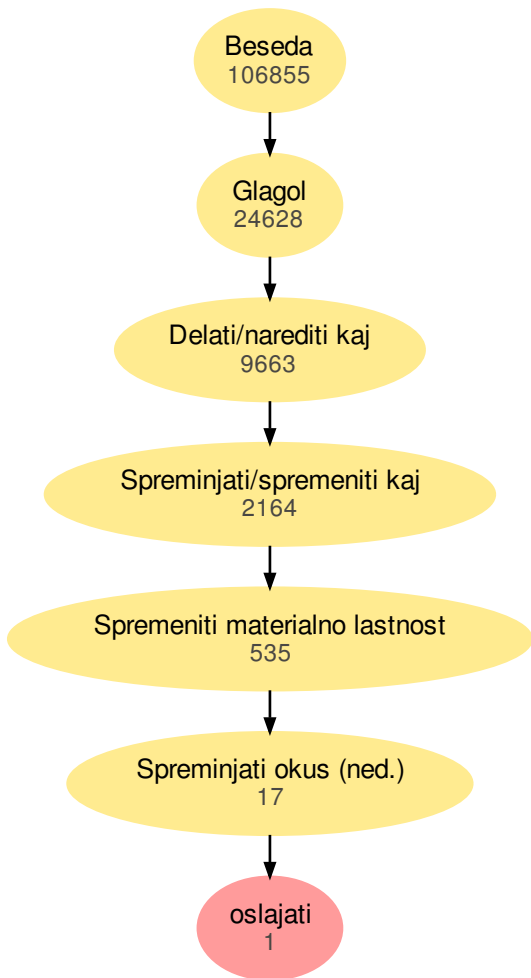 Beseda
106855
Glagol
24628
Delati/narediti kaj
9663
Spreminjati/spremeniti kaj
2164
Spremeniti materialno lastnost
535
Spreminjati okus (ned.)
17
oslajati
1